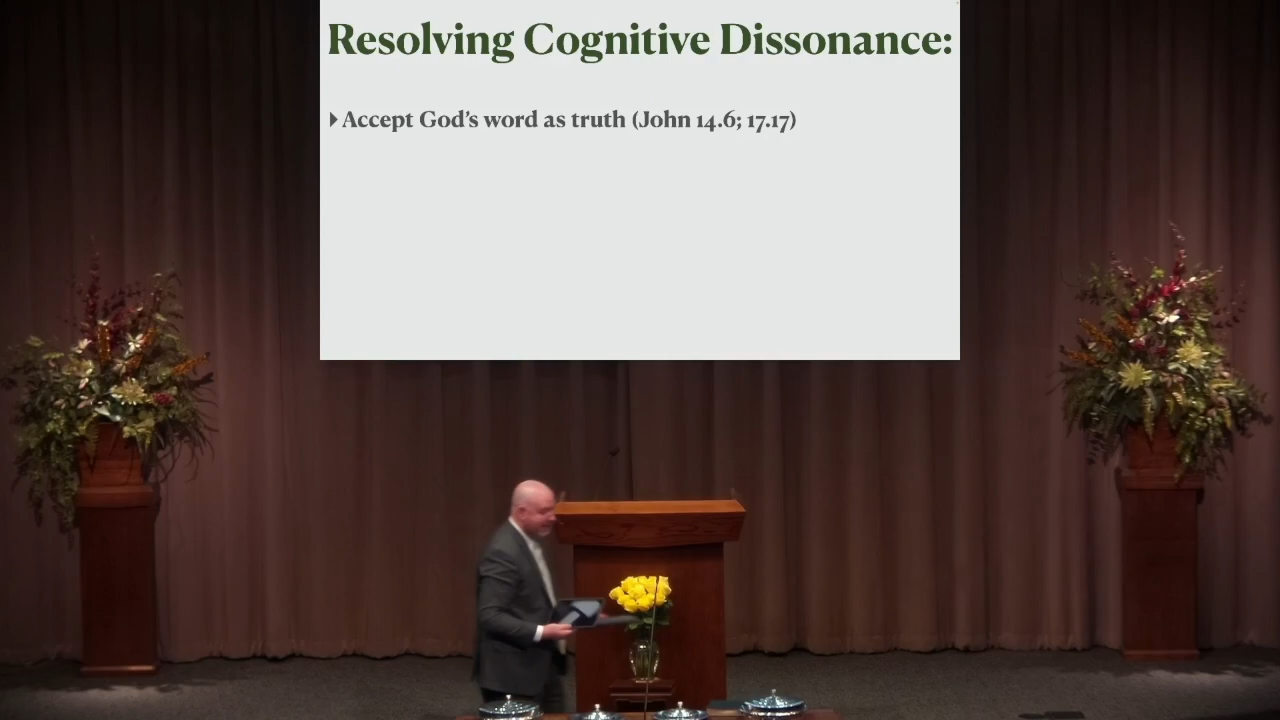 Resolving Cognitive Dissonance:
Accept God’s word as truth (John 14.6; 17.17)